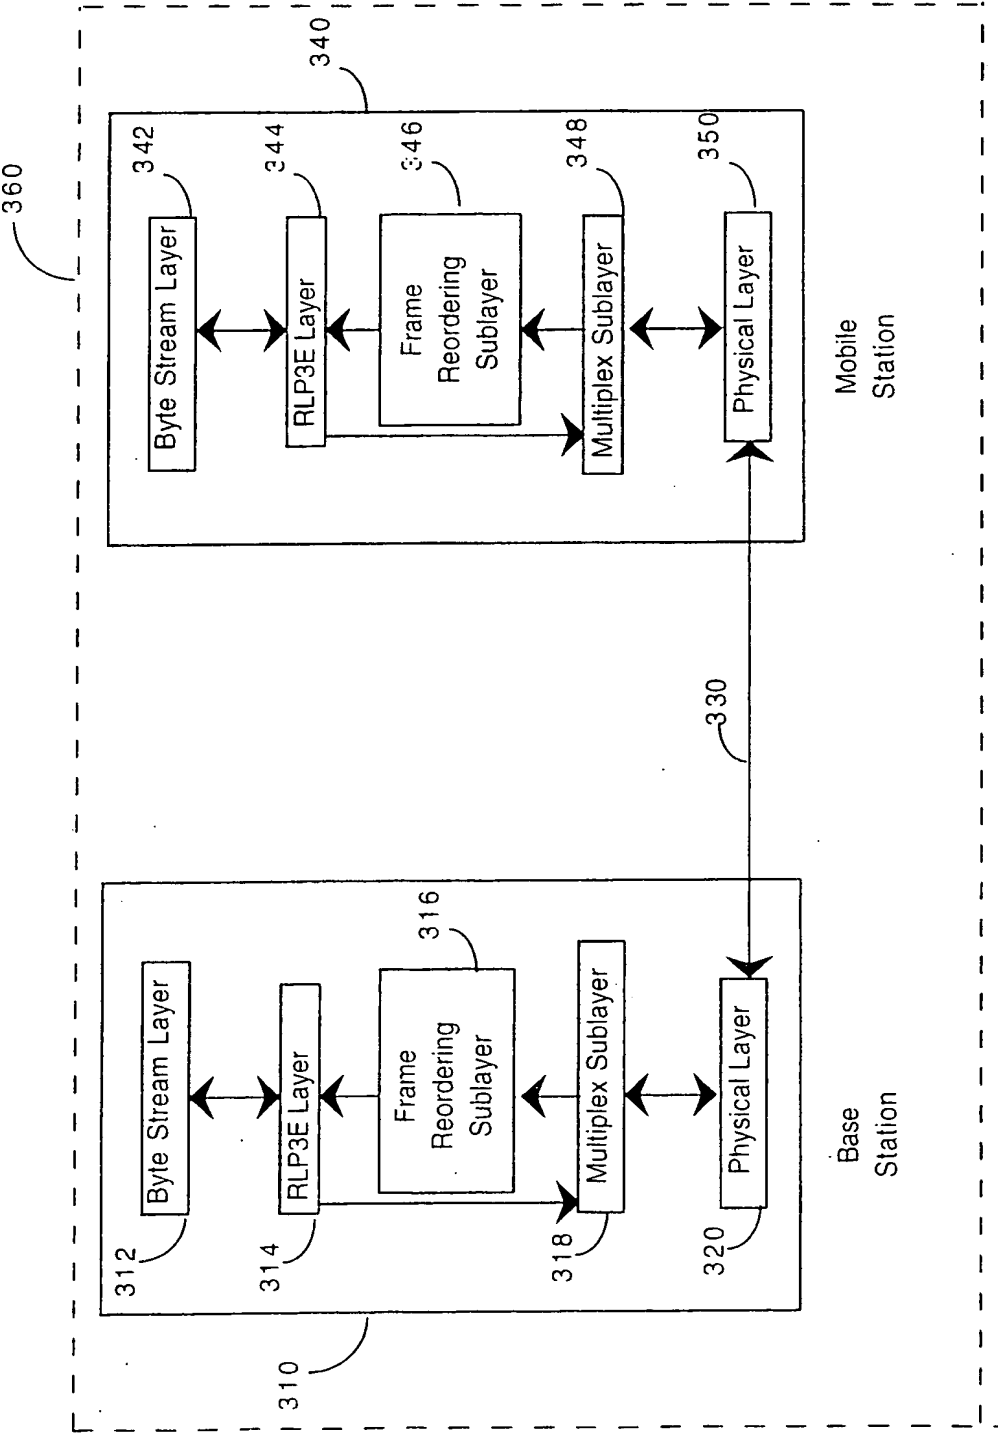 360
310
312
Byte Stream Layer
314
RLP3E Layer
316
Frame
Reordering
Sublayer
318
Multiplex Sublayer
320
Physical Layer
Base
Station
330
340
342
Byte Stream Layer
344
RLP3E Layer
346
Frame
Reordering
Sublayer
348
Multiplex Sublayer
350
Physical Layer
Mobile
Station